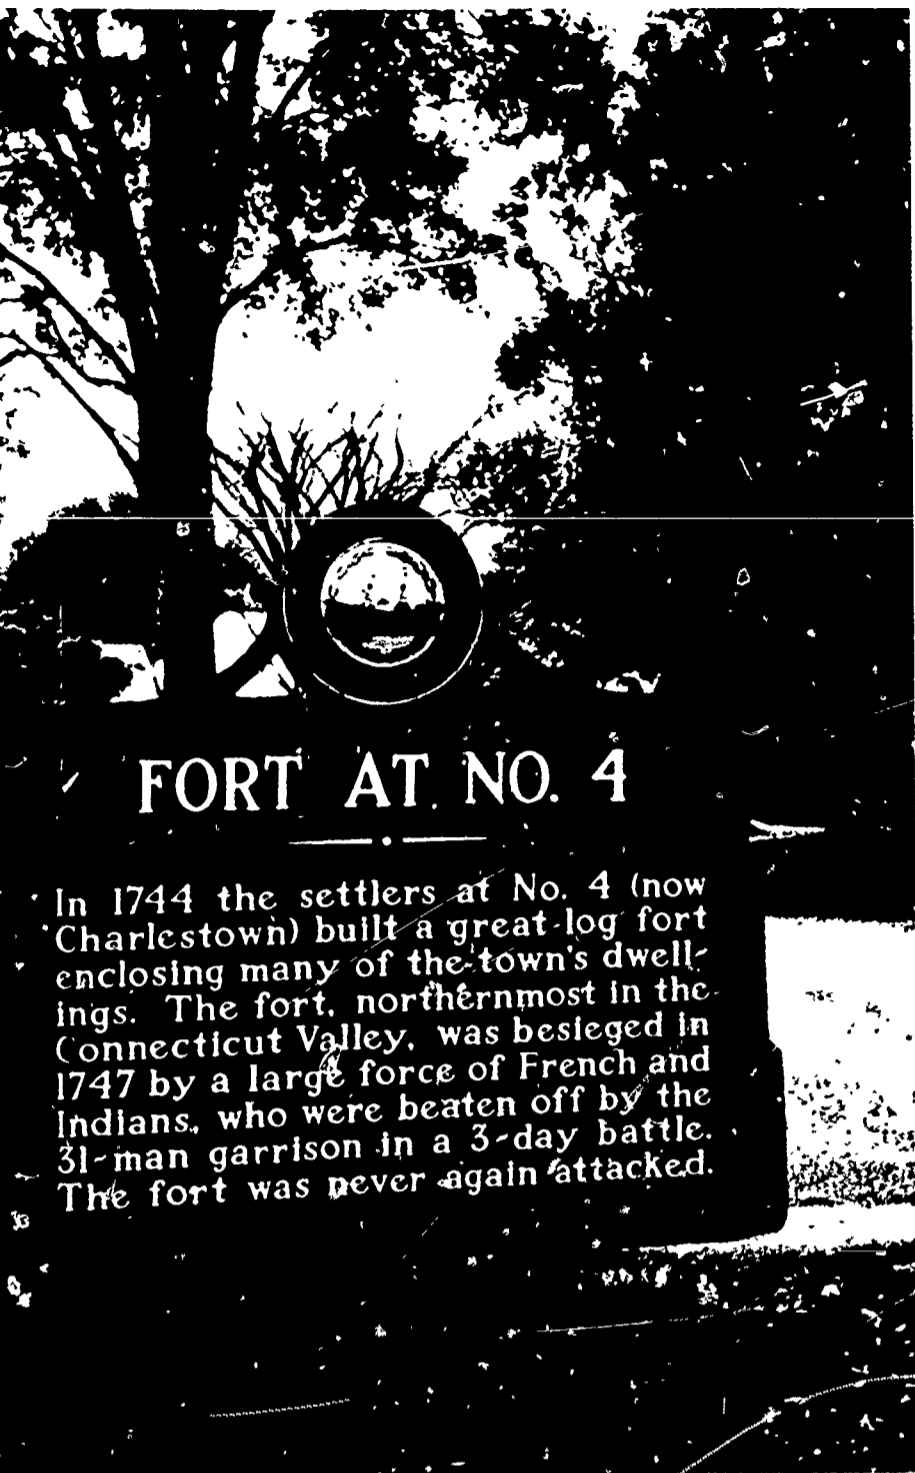 FORT AT NO. 4
In 1744 the settlers at No. 4 (now
Charlestown) built a great log fort
enclosing many of the town's dwell-
ings. The fort, northernmost in the
Connecticut Valley, was besieged in
1747 by a large force of French and
Indians, who were beaten off by the
31-man garrison in a 3-day battle.
The fort was never again attacked.